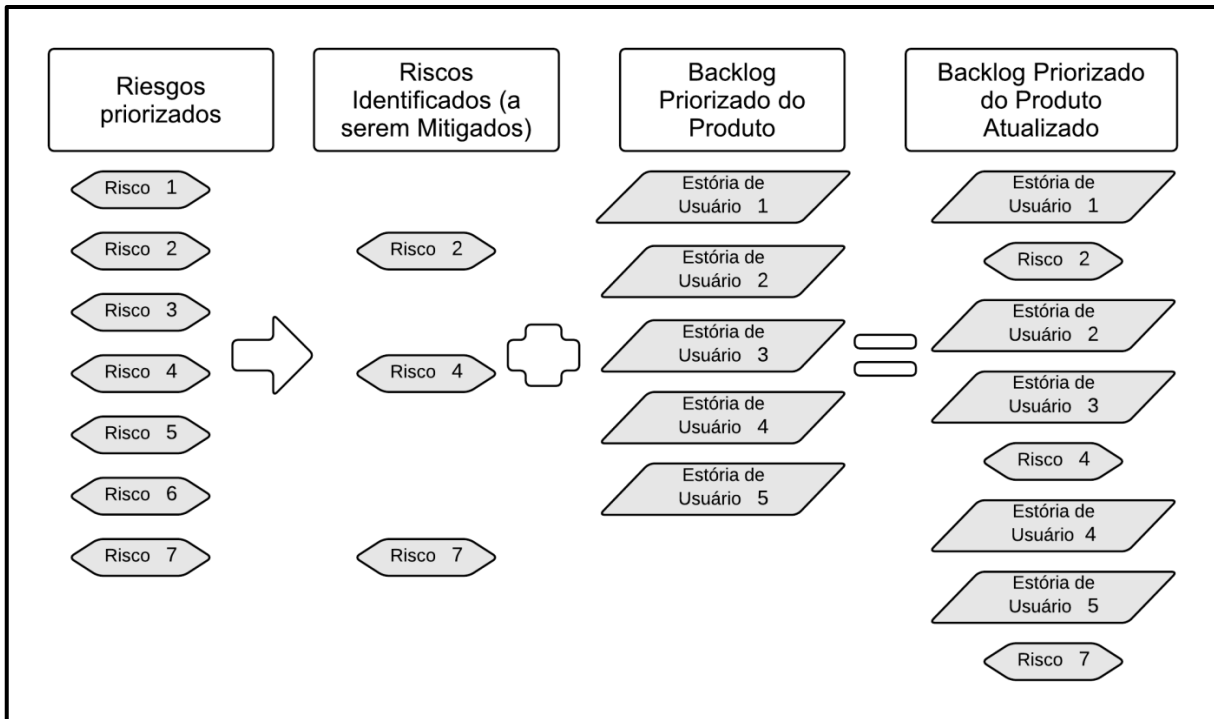 Riesgos
priorizados
Riscos
Identificados (a
serem Mitigados)
Backlog
Priorizado do
Produto
Backlog Priorizado
do Produto
Atualizado
Risco 1
Risco 2
Risco 3
Risco 4
Risco 5
Risco 6
Risco 7
Risco 2
Risco 4
Risco 7
Estória de
Usuário 1
Estória de
Usuário 2
Estória de
Usuário 3
Estória de
Usuário 4
Estória de
Usuário 5
Estória de
Usuário 1
Risco 2
Estória de
Usuário 2
Estória de
Usuário 3
Risco 4
Estória de
Usuário 4
Estória de
Usuário 5
Risco 7